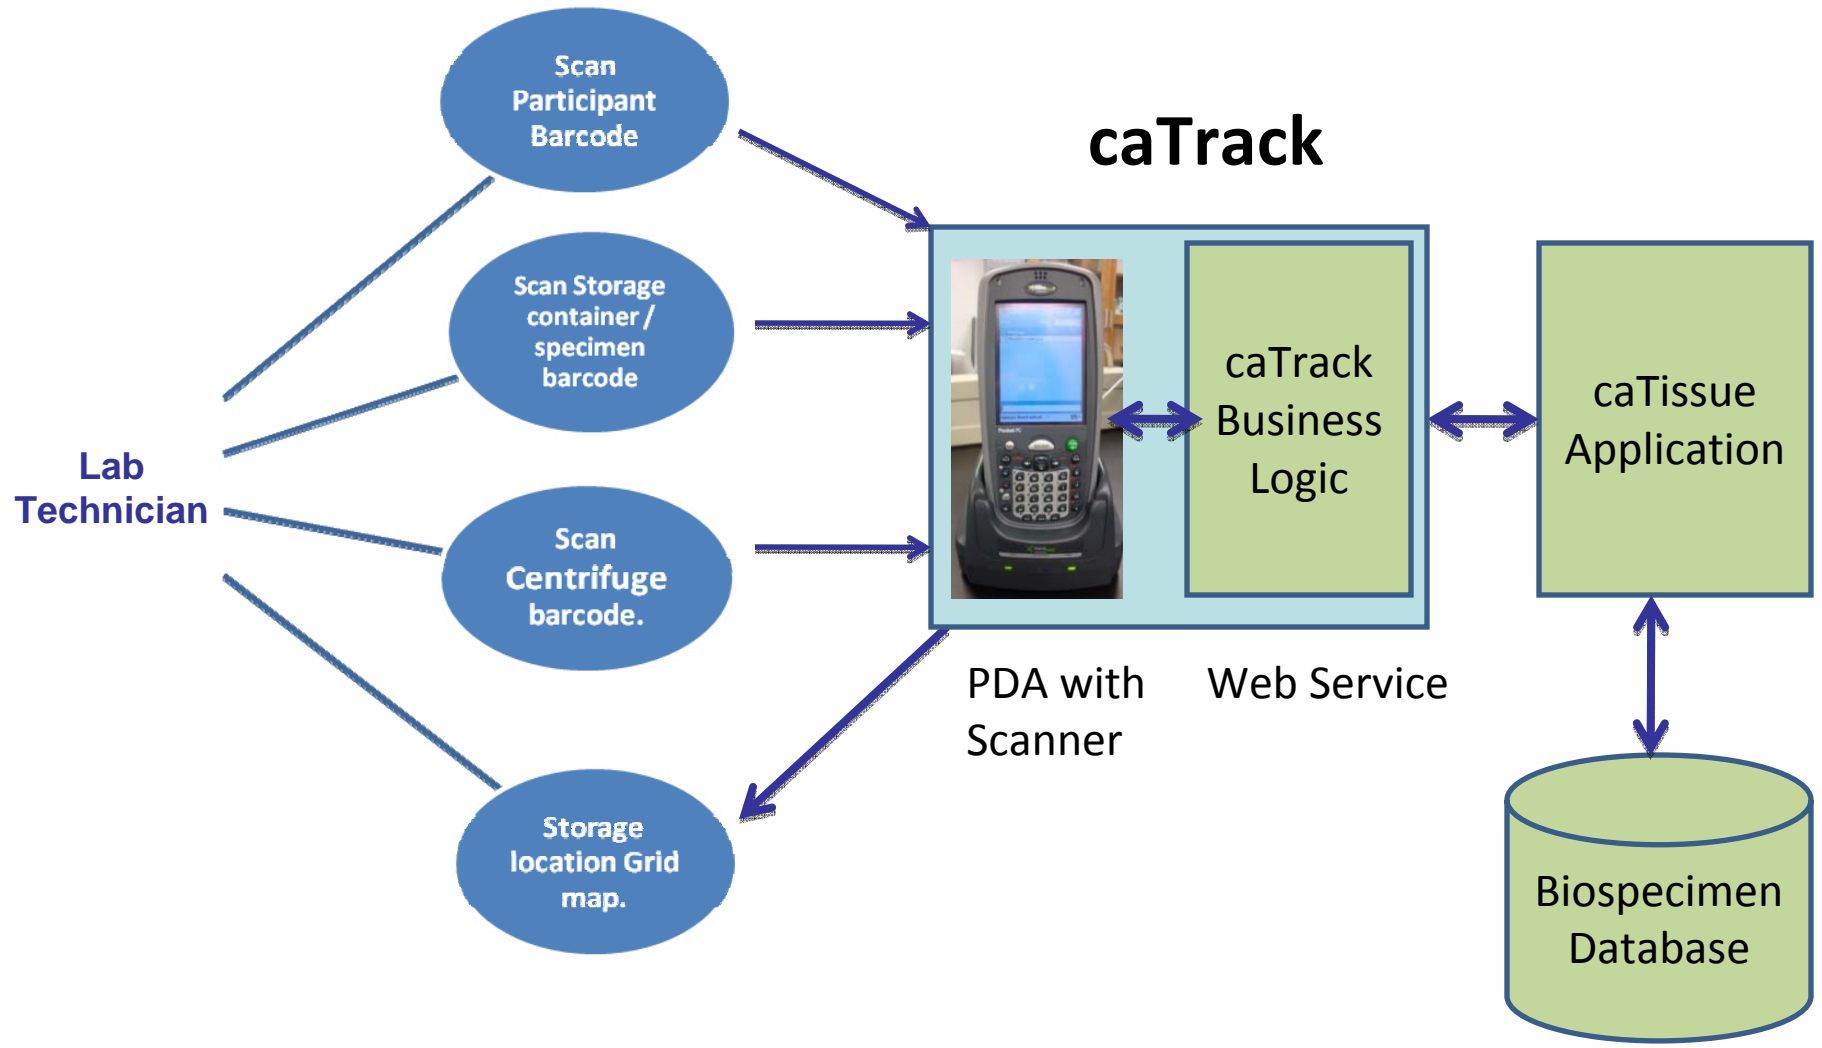 Scan
Participant
Barcode
caTrack
Scan Storage
container /
specimen
barcode
caTrack
Business
Logic
caTissue
Application
Lab
Technician
Scan
Centrifuge
barcode.
PDA with
Scanner
Web Service
Storage
location Grid
map.
Biospecimen
Database